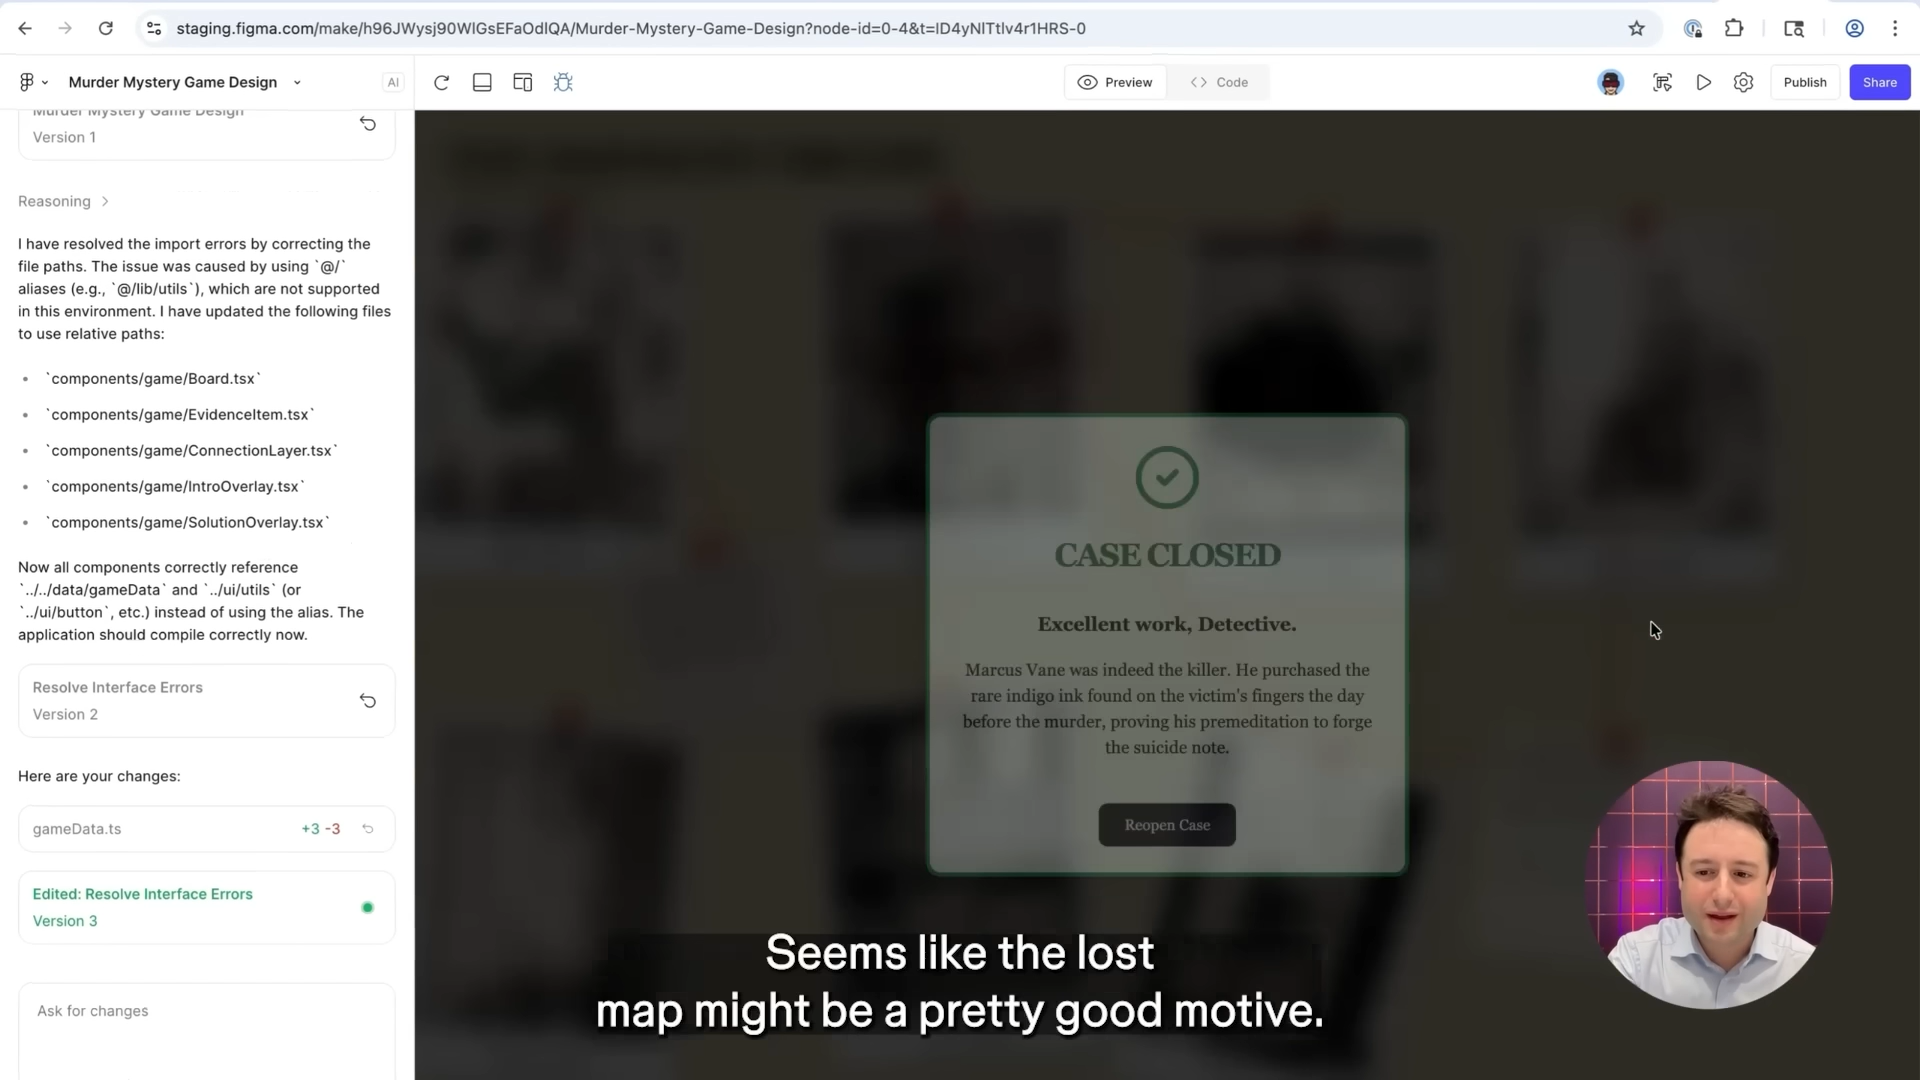 staging.figma.com/make/h96JWysj90WlGsEFaOdlQA/Murder-Mystery-Game-Design?node-id=0-4&t=lD4yNlTtlv4r1HRS-0
Murder Mystery Game Design
AI
Preview
Code
Publish
Share
Murder Mystery Game Design
Version 1
Reasoning
I have resolved the import errors by correcting the
file paths. The issue was caused by using `@/`
aliases (e.g., `@/lib/utils`), which are not supported
in this environment. I have updated the following files
to use relative paths:
• `components/game/Board.tsx`
• `components/game/EvidenceItem.tsx`
• `components/game/ConnectionLayer.tsx`
• `components/game/IntroOverlay.tsx`
• `components/game/SolutionOverlay.tsx`
Now all components correctly reference
`../../data/gameData` and `../ui/utils` (or
`../ui/button`, etc.) instead of using the alias. The
application should compile correctly now.
Resolve Interface Errors
Version 2
Here are your changes:
gameData.ts +3 -3
Edited: Resolve Interface Errors
Version 3
Ask for changes
CASE CLOSED
Excellent work, Detective.
Marcus Vane was indeed the killer. He purchased the
rare indigo ink found on the victim's fingers the day
before the murder, proving his premeditation to forge
the suicide note.
Reopen Case
Seems like the lost
map might be a pretty good motive.